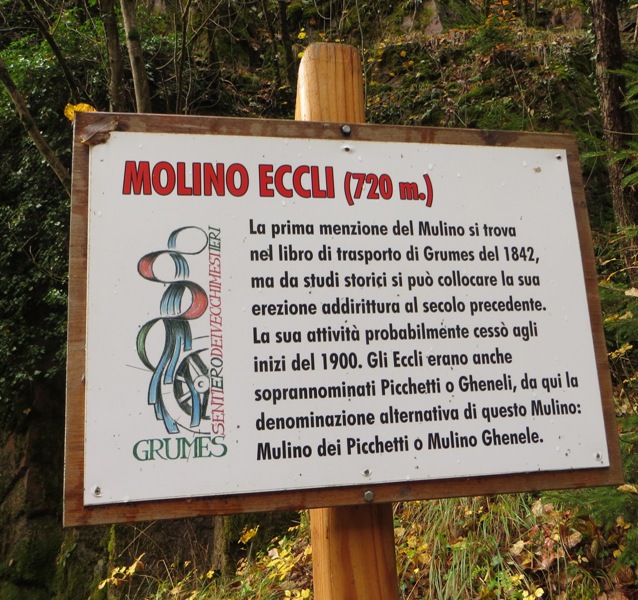 MOLINO ECCLI (720 m.)
La prima menzione del Mulino si trova
nel libro di trasporto di Grumes del 1842,
ma da studi storici si può collocare la sua
erezione addirittura al secolo precedente.
La sua attività probabilmente cessò agli
inizi del 1900. Gli Eccli erano anche
soprannominati Picchetti o Gheneli, da qui la
denominazione alternativa di questo Mulino:
Mulino dei Picchetti o Mulino Ghenele.
SENTIERODEIVECCHIMESTIERI
GRUMES